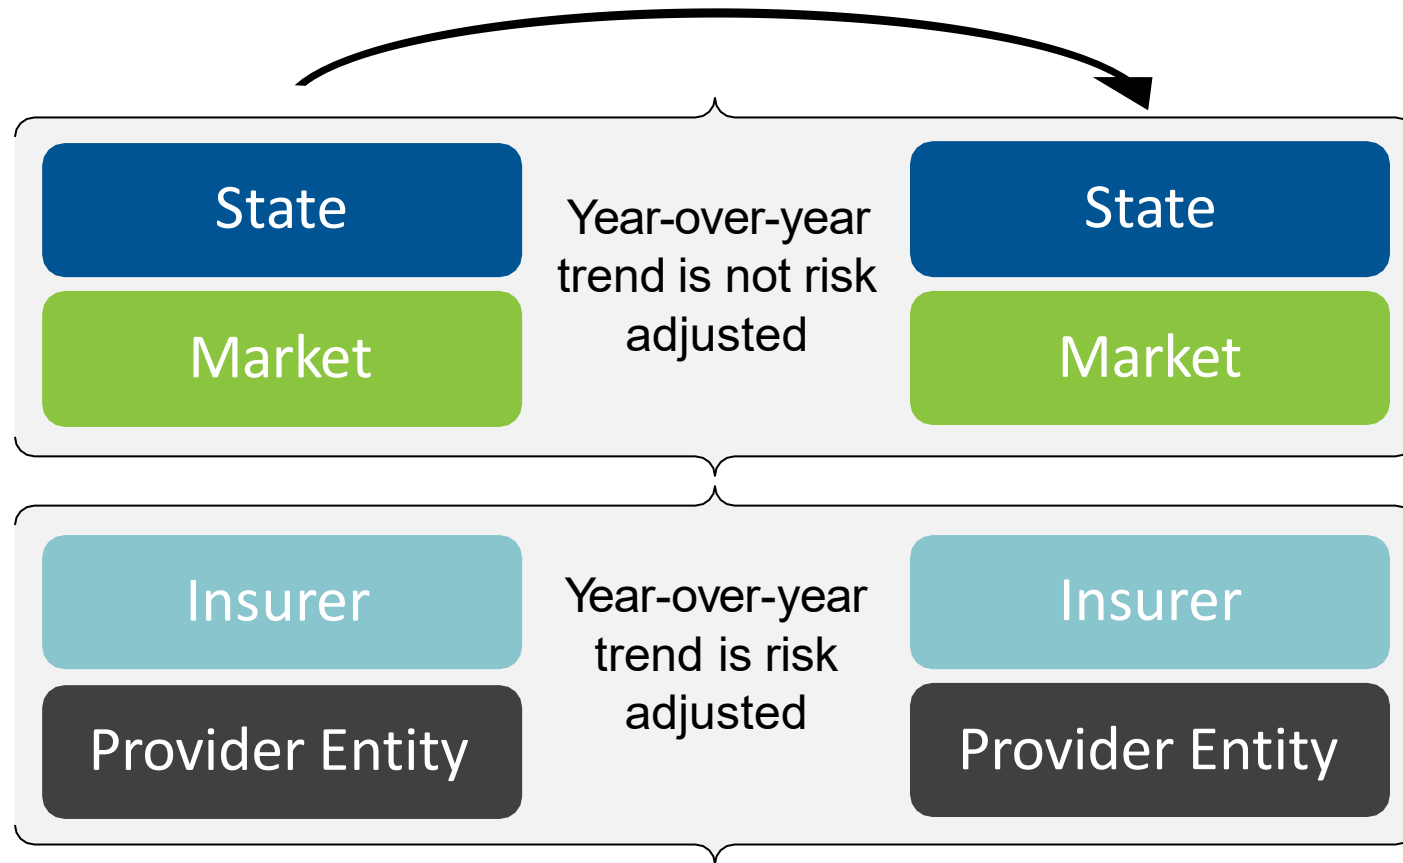 State
Market
Year-over-year
trend is not risk
adjusted
State
Market
Insurer
Provider Entity
Year-over-year
trend is risk
adjusted
Insurer
Provider Entity